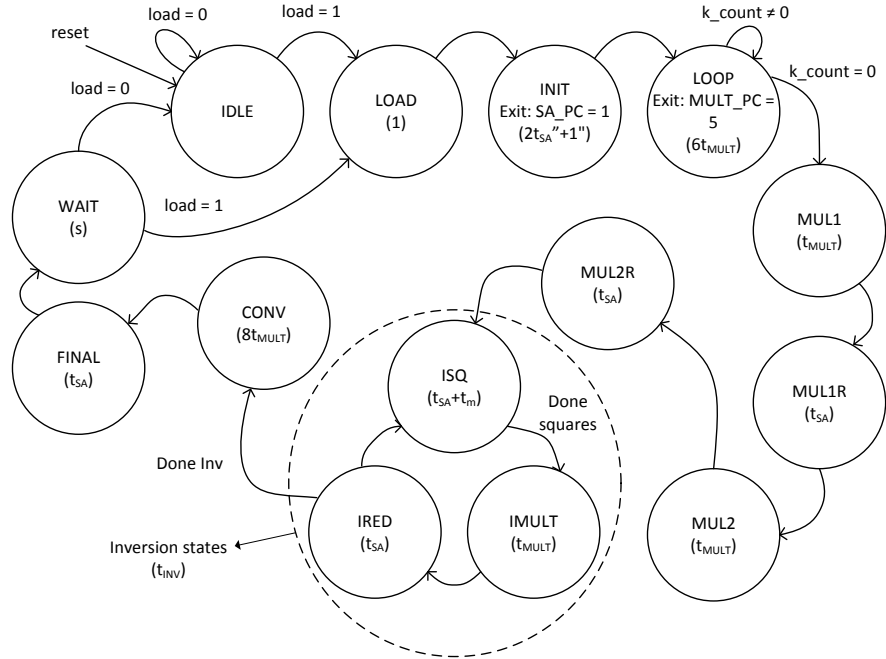 load = 0
load = 1
k_count ≠ 0
reset
k_count = 0
load = 0
IDLE
LOAD
(1)
INIT
Exit: SA_PC = 1
(2tSA”+1")
LOOP
Exit: MULT_PC =
5
(6tMULT)
load = 1
WAIT
(s)
MUL1
(tMULT)
MUL2R
(tSA)
CONV
(8tMULT)
FINAL
(tSA)
ISQ
(tSA+tm)
Done
squares
MUL1R
(tSA)
Done Inv
IRED
(tSA)
IMULT
(tMULT)
MUL2
(tMULT)
Inversion states
(tINV)